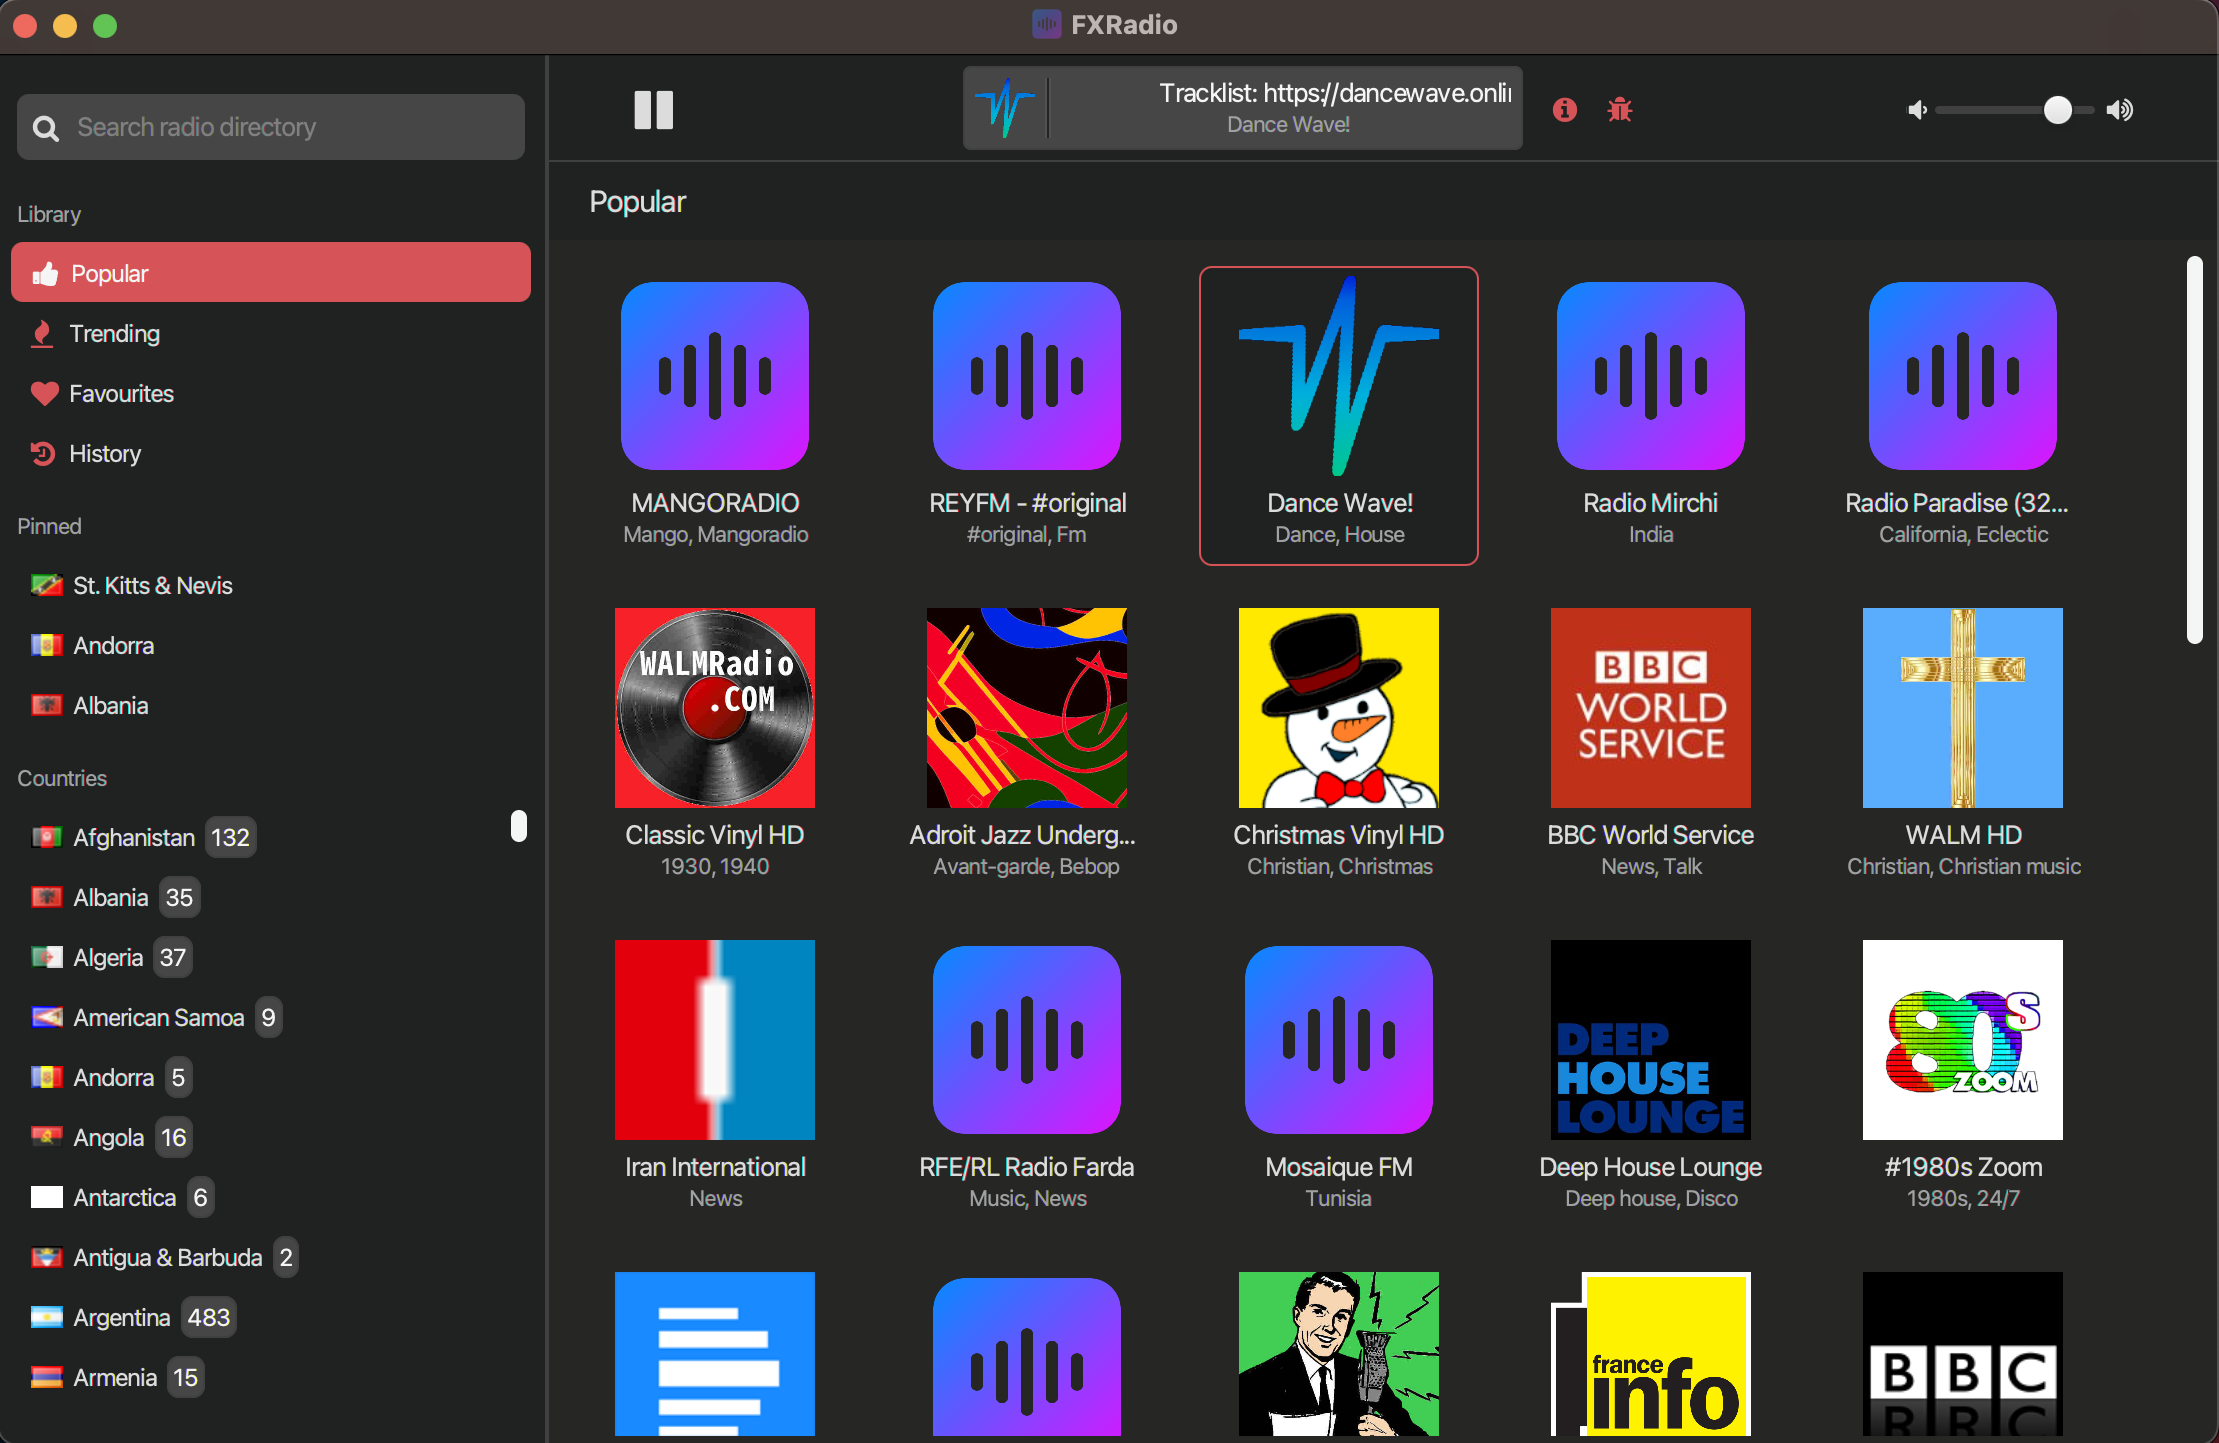 FXRadio
Search radio directory
Library
Popular
Trending
Favourites
History
Pinned
St. Kitts & Nevis
Andorra
Albania
Countries
Afghanistan 132
Albania 35
Algeria 37
American Samoa 9
Andorra 5
Angola 16
Antarctica 6
Antigua & Barbuda 2
Argentina 483
Armenia 15
Tracklist: https://dancewave.onli
Dance Wave!
Popular
MANGORADIO
Mango, Mangoradio
REYFM - #original
#original, Fm
Dance Wave!
Dance, House
Radio Mirchi
India
Radio Paradise (32...
California, Eclectic
WALMRadio
.COM
Classic Vinyl HD
1930, 1940
Adroit Jazz Underg...
Avant-garde, Bebop
Christmas Vinyl HD
Christian, Christmas
BBC
WORLD
SERVICE
BBC World Service
News, Talk
WALM HD
Christian, Christian music
Iran International
News
RFE/RL Radio Farda
Music, News
Mosaique FM
Tunisia
DEEP
HOUSE
LOUNGE
Deep House Lounge
Deep house, Disco
80s
ZOOM
#1980s Zoom
1980s, 24/7
france
info
BBC